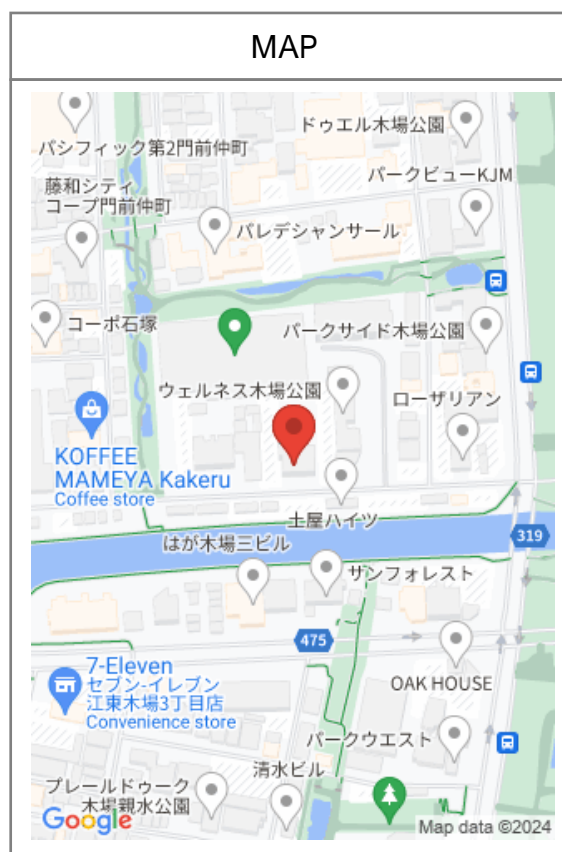 MAP
ドゥエル木場公園
パシフィック第2門前仲町
藤和シティ
コープ門前仲町
パークビューKJM
パレデシャンサール
コーポ石塚
パークサイド木場公園
ウェルネス木場公園
ローザリアン
KOFFEE
MAMEYA Kakeru
Coffee store
土屋ハイツ
はが木場三ビル
319
サンフォレスト
475
7-Eleven
セブン-イレブン
江東木場3丁目店
Convenience store
OAK HOUSE
パークウエスト
清水ビル
プレールドゥーク
木場親水公園
Google
Map data ©2024